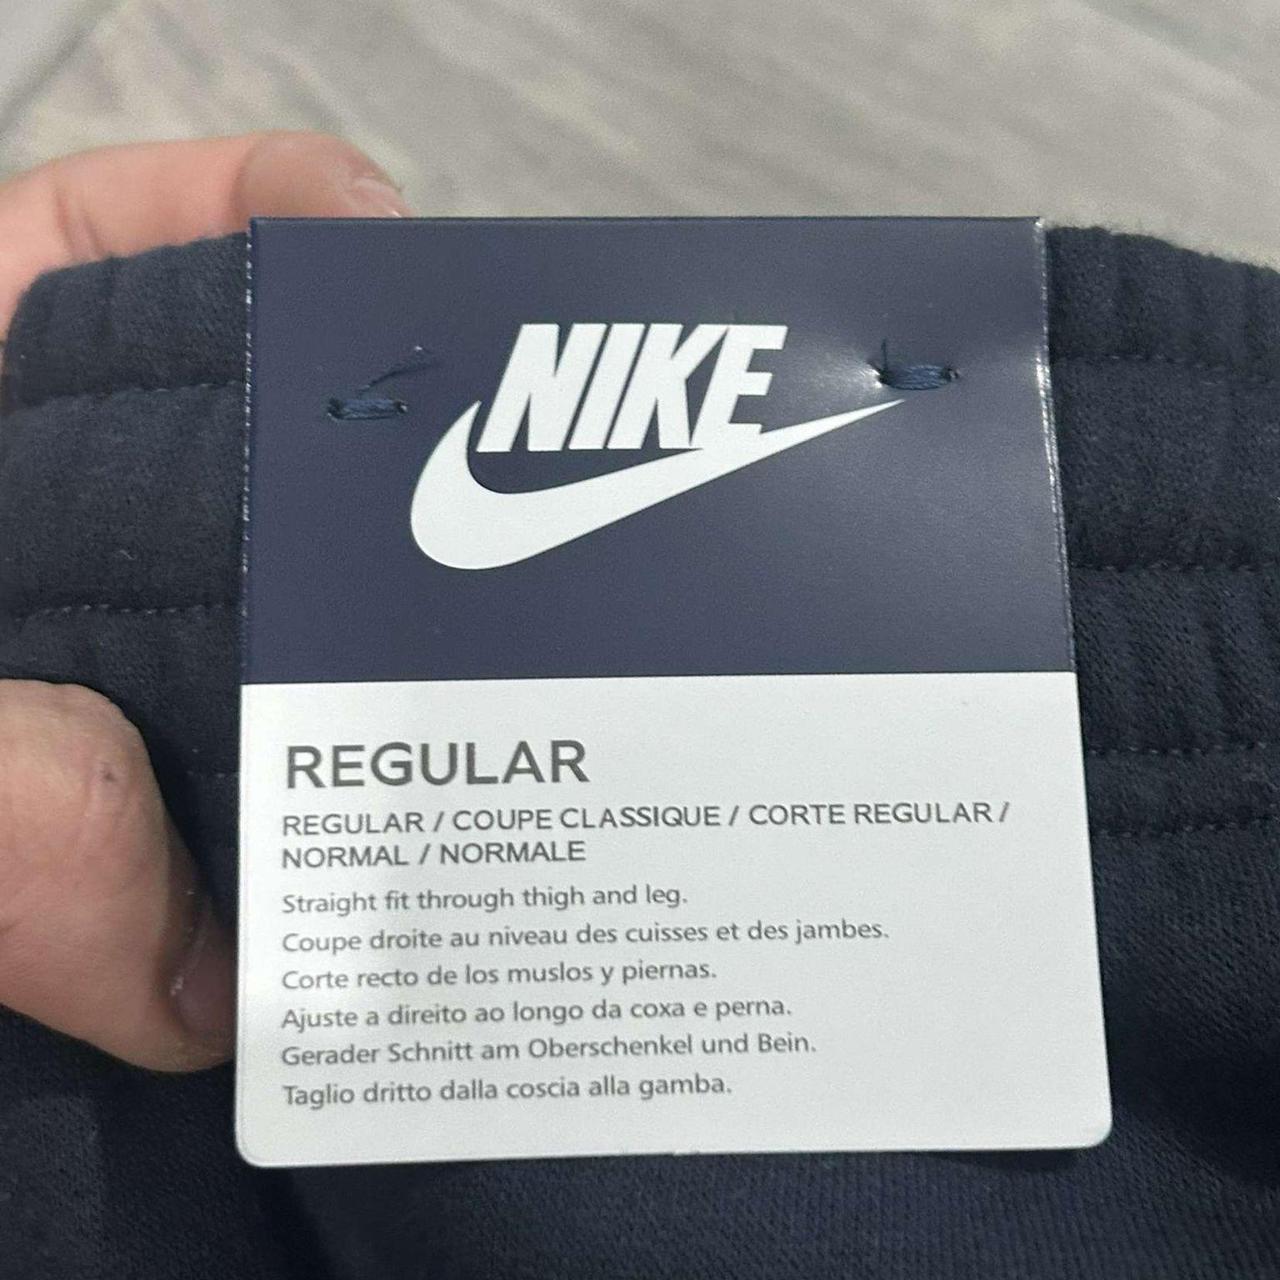 NIKE
REGULAR
REGULAR / COUPE CLASSIQUE / CORTE REGULAR /
NORMAL / NORMALE
Straight fit through thigh and leg.
Coupe droite au niveau des cuisses et des jambes.
Corte recto de los muslos y piernas.
Ajuste a direito ao longo da coxa e perna.
Gerader Schnitt am Oberschenkel und Bein.
Taglio dritto dalla coscia alla gamba.